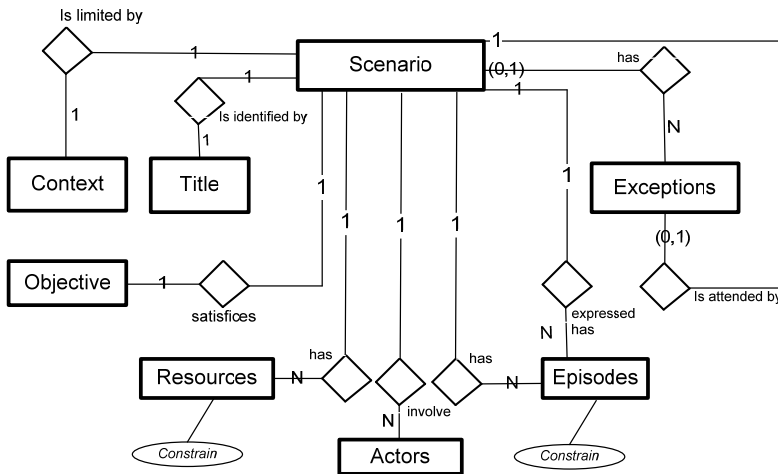 Is limited by
1
1
Scenario
1
(0,1)
1
has
1
Is identified by
1
1
N
Context
Title
Exceptions
1
1
1
1
1
(0,1)
Objective
1
satisfices
Is attended by
expressed
has
N
has
has
Resources
N
N
Episodes
involve
N
Constrain
Actors
Constrain